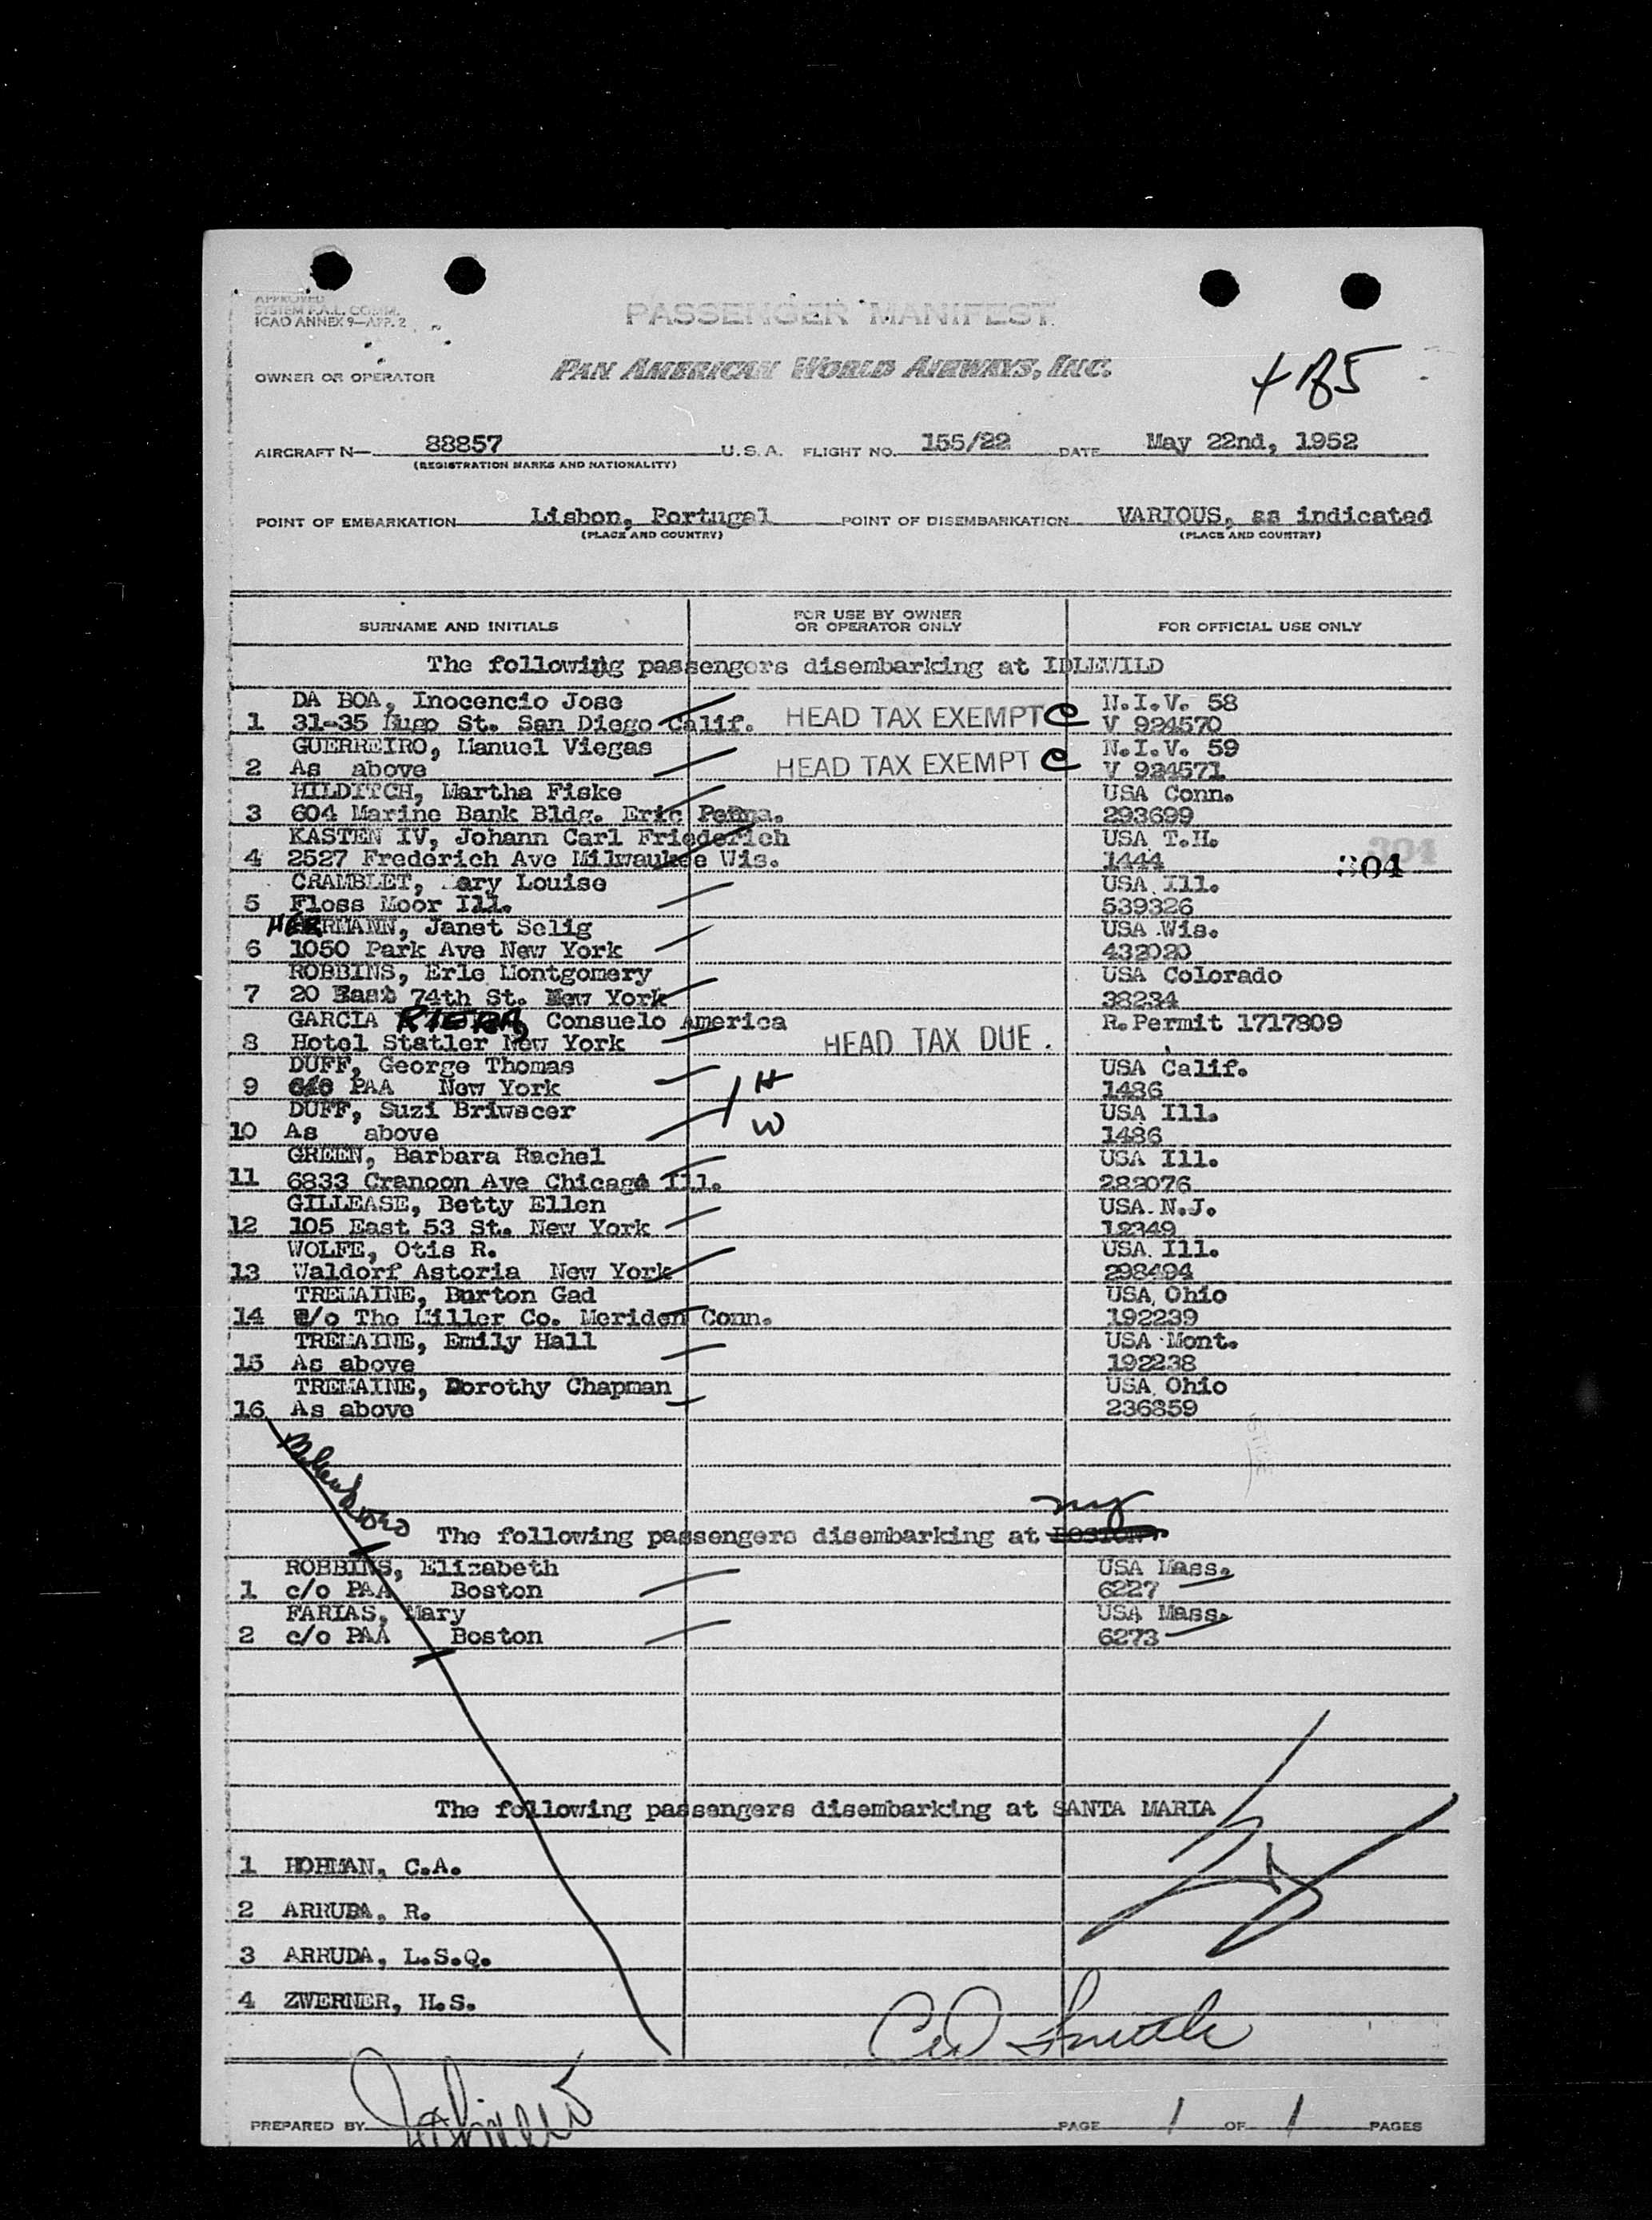 APPROVED
SYSTEM F.A.L. COMM.
ICAO ANNEX 9—APP. 2
PASSENGER MANIFEST
OWNER OR OPERATOR PAN AMERICAN WORLD AIRWAYS, INC.
485
AIRCRAFT N— 88857 U.S.A. FLIGHT NO. 155/22 DATE May 22nd, 1952
(REGISTRATION MARKS AND NATIONALITY)
POINT OF EMBARKATION Lisbon, Portugal POINT OF DISEMBARKATION VARIOUS, as indicated
(PLACE AND COUNTRY) (PLACE AND COUNTRY)
SURNAME AND INITIALS FOR USE BY OWNER OR OPERATOR ONLY FOR OFFICIAL USE ONLY
The following passengers disembarking at IDLEWILD
DA BOA, Inocencio Jose N.I.V. 58
1 31-35 Hugo St. San Diego Calif. HEAD TAX EXEMPT C V 924570
GUERREIRO, Manuel Viegas N.I.V. 59
2 As above HEAD TAX EXEMPT C V 924571
HILDITCH, Martha Fiske USA Conn.
3 604 Marine Bank Bldg. Erie Penna. 293699
KASTEN IV, Johann Carl Friederich USA T.H.
4 2527 Frederich Ave Milwaukee Wis. 1444 304
CRAMBLET, Mary Louise USA Ill.
5 Floss Moor Ill. 539326
HERRMANN, Janet Selig USA Wis.
6 1050 Park Ave New York 432020
ROBBINS, Erle Montgomery USA Colorado
7 20 East 74th St. New York 38234
GARCIA RIERA, Consuelo America R.Permit 1717809
8 Hotel Statler New York HEAD TAX DUE.
DUFF, George Thomas USA Calif.
9 c/o PAA New York H 1486
DUFF, Suzi Briwscer USA Ill.
10 As above W 1486
GREEN, Barbara Rachel USA Ill.
11 6833 Cranoon Ave Chicago Ill. 282076
GILLEASE, Betty Ellen USA N.J.
12 105 East 53 St. New York 12349
WOLFE, Otis R. USA Ill.
13 Waldorf Astoria New York 298494
TREMAINE, Burton Gad USA Ohio
14 c/o The Miller Co. Meriden Conn. 192239
TREMAINE, Emily Hall USA Mont.
15 As above 192238
TREMAINE, Dorothy Chapman USA Ohio
16 As above 236859
ny
The following passengers disembarking at BOSTON
ROBBINS, Elizabeth USA Mass.
1 c/o PAA Boston 6227
FARIAS, Mary USA Mass.
2 c/o PAA Boston 6273
The following passengers disembarking at SANTA MARIA
1 HOHMAN, C.A.
2 ARRUDA, R.
3 ARRUDA, L.S.Q.
4 ZWERNER, H.S.
Smith
PREPARED BY PAGE 1 OF 1 PAGES